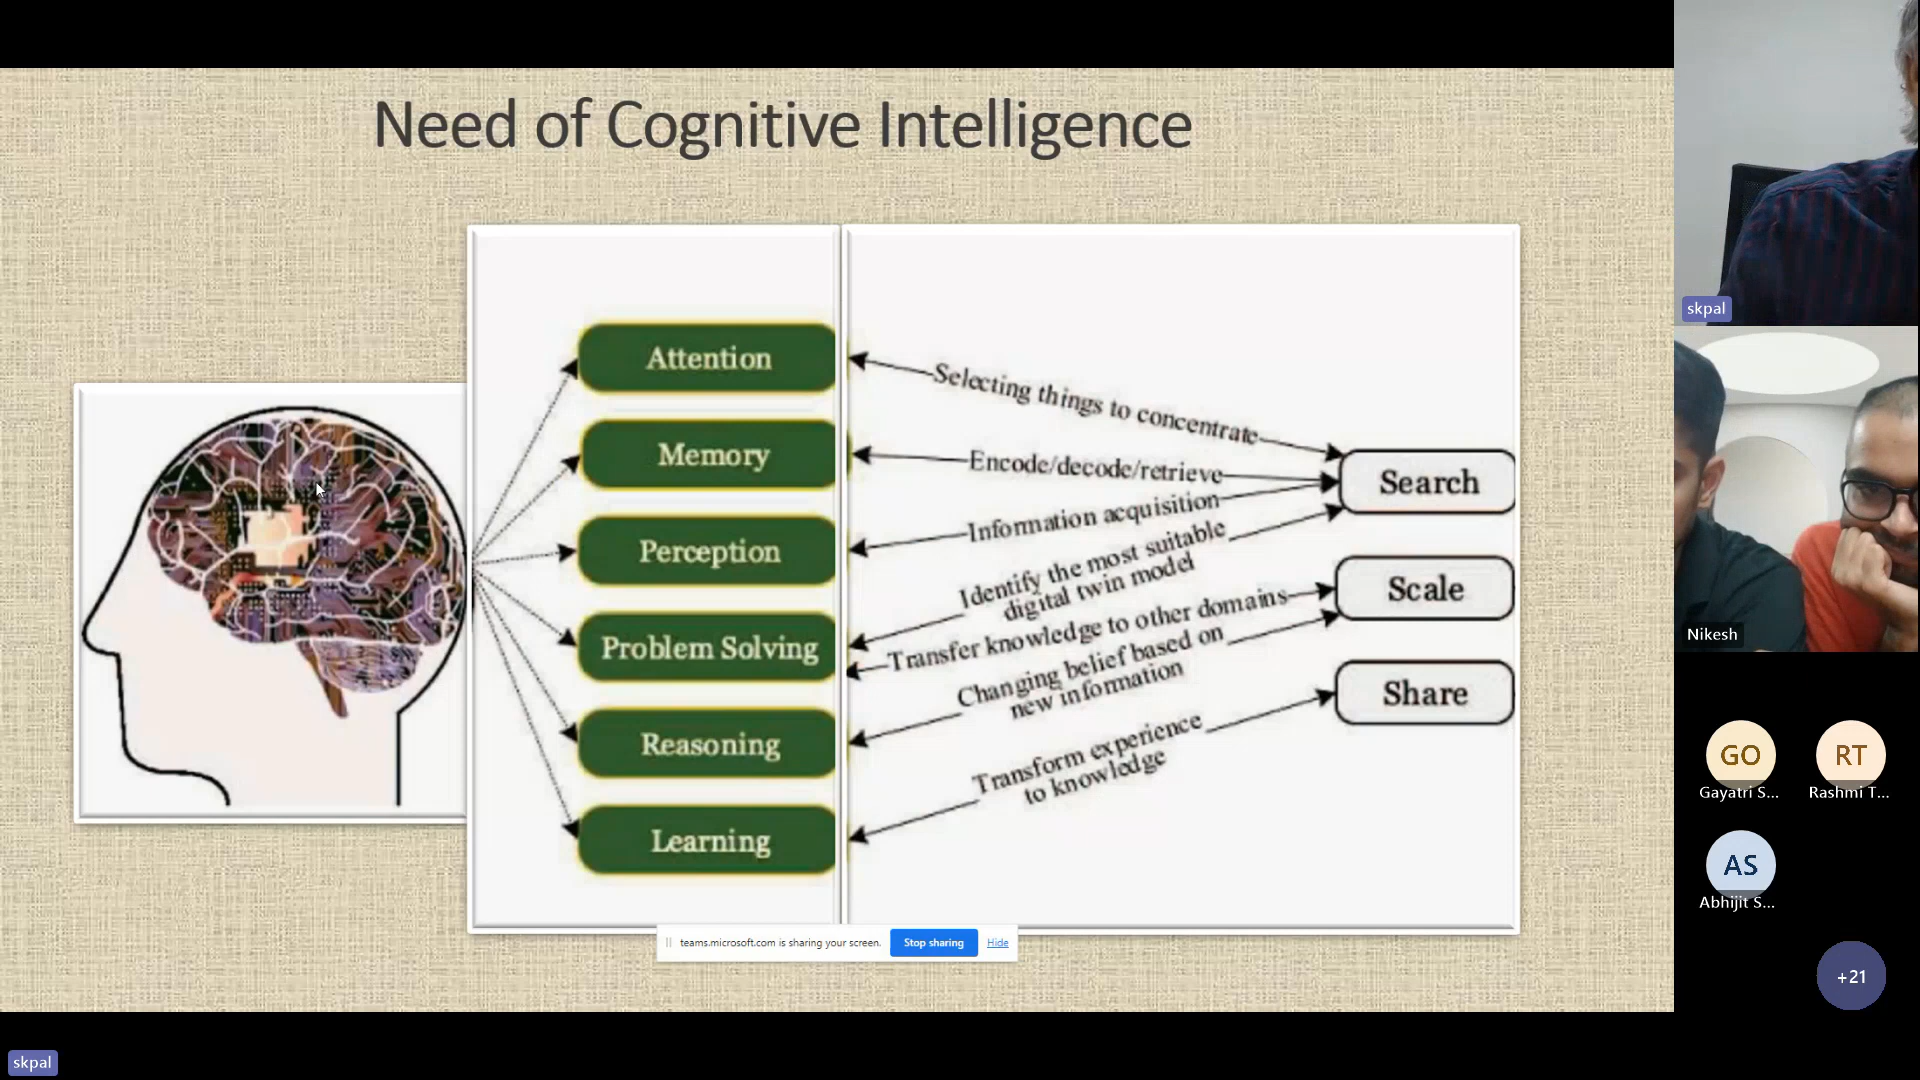 Need of Cognitive Intelligence
Attention
Memory
Perception
Problem Solving
Reasoning
Learning
Selecting things to concentrate
Encode/decode/retrieve
Information acquisition
Identify the most suitable
digital twin model
Transfer knowledge to other domains
Changing belief based on
new information
Transform experience
to knowledge
Search
Scale
Share
teams.microsoft.com is sharing your screen.
Stop sharing
Hide
skpal
Nikesh
GO
Gayatri S...
RT
Rashmi T...
AS
Abhijit S...
+21
skpal